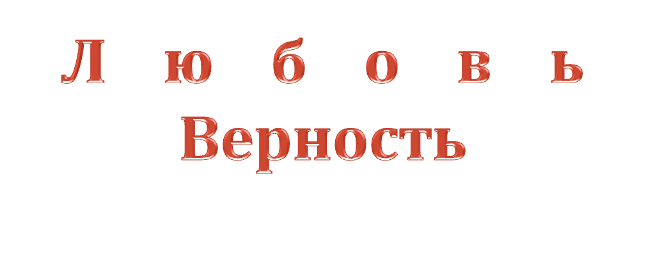 Л ю б о в ь
Верность